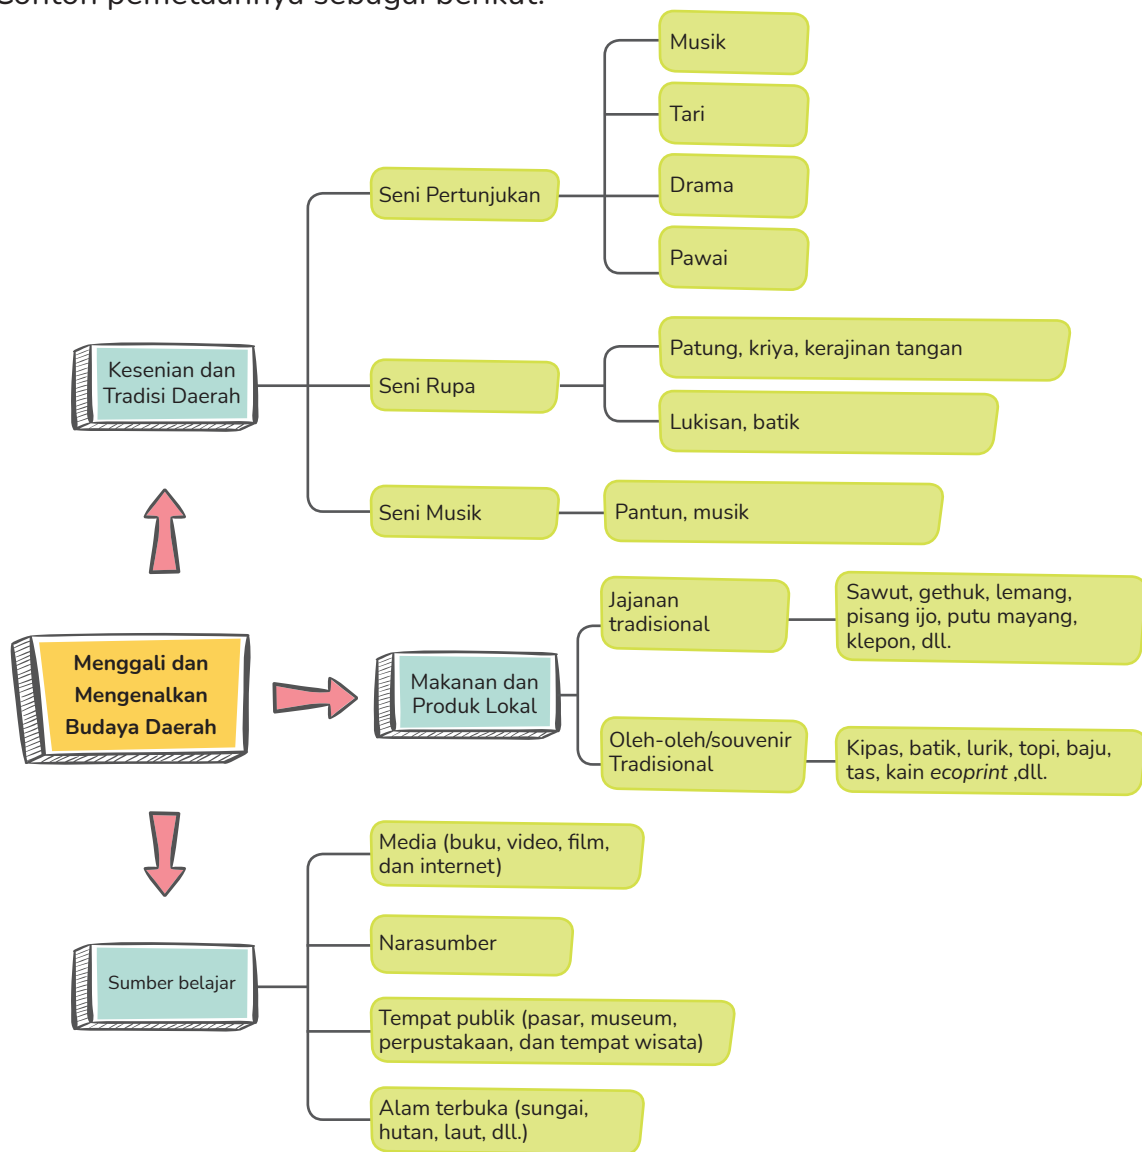 Contoh pemetaannya sebagai berikut:
Musik
Tari
Seni Pertunjukan
Drama
Pawai
Kesenian dan
Tradisi Daerah
Seni Rupa
Patung, kriya, kerajinan tangan
Lukisan, batik
Seni Musik
Pantun, musik
Menggali dan
Mengenalkan
Budaya Daerah
Makanan dan
Produk Lokal
Jajanan
tradisional
Sawut, gethuk, lemang,
pisang ijo, putu mayang,
klepon, dll.
Oleh-oleh/souvenir
Tradisional
Kipas, batik, lurik, topi, baju,
tas, kain ecoprint ,dll.
Sumber belajar
Media (buku, video, film,
dan internet)
Narasumber
Tempat publik (pasar, museum,
perpustakaan, dan tempat wisata)
Alam terbuka (sungai,
hutan, laut, dll.)